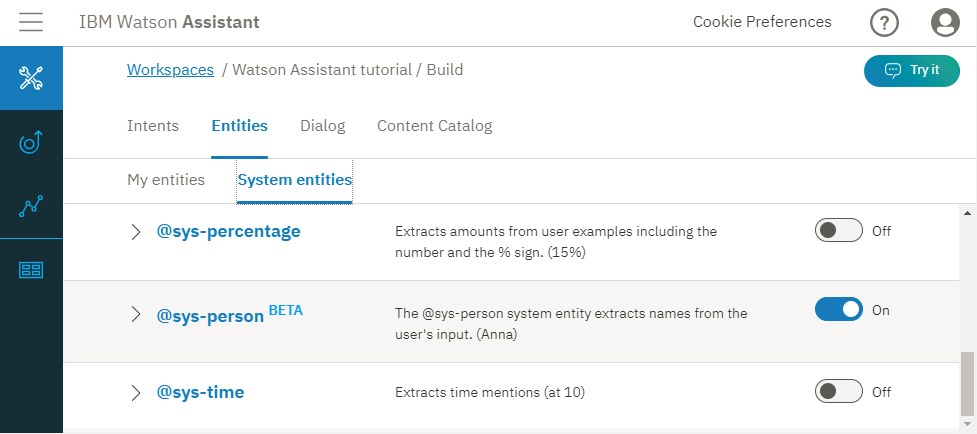 IBM Watson Assistant
Cookie Preferences
?
Workspaces / Watson Assistant tutorial / Build
Try it
Intents Entities Dialog Content Catalog
My entities System entities
@sys-percentage
Extracts amounts from user examples including the
number and the % sign. (15%)
Off
@sys-person BETA
The @sys-person system entity extracts names from the
user's input. (Anna)
On
@sys-time
Extracts time mentions (at 10)
Off